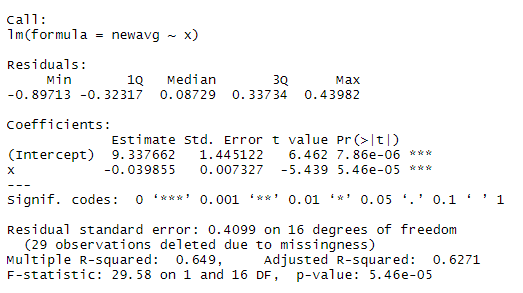 Call:
lm(formula = newavg ~ x)
Residuals:
     Min       1Q   Median       3Q      Max
-0.89713 -0.32317  0.08729  0.33734  0.43982
Coefficients:
             Estimate Std. Error t value Pr(>|t|)
(Intercept)  9.337662   1.445122   6.462 7.86e-06 ***
x           -0.039855   0.007327  -5.439 5.46e-05 ***
---
Signif. codes:  0 ‘***’ 0.001 ‘**’ 0.01 ‘*’ 0.05 ‘.’ 0.1 ‘ ’ 1
Residual standard error: 0.4099 on 16 degrees of freedom
  (29 observations deleted due to missingness)
Multiple R-squared:  0.649,     Adjusted R-squared:  0.6271
F-statistic: 29.58 on 1 and 16 DF,  p-value: 5.46e-05